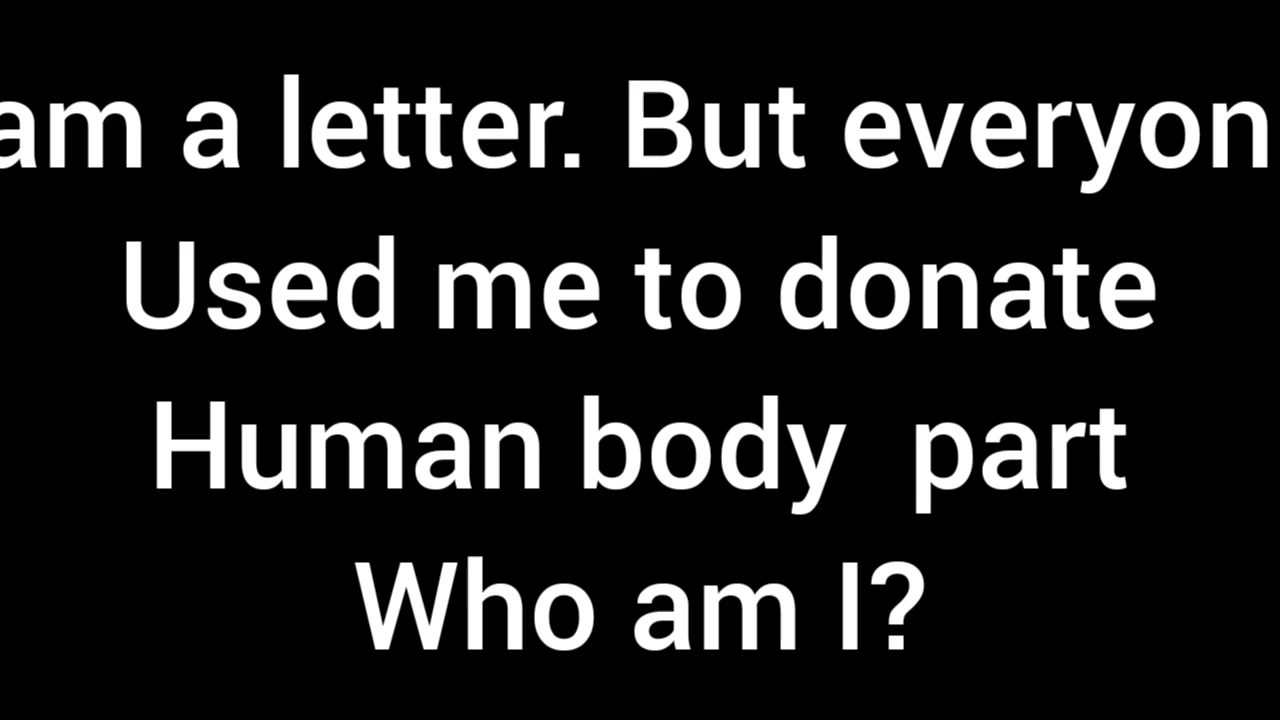 am a letter. But everyon
Used me to donate
Human body part
Who am I?